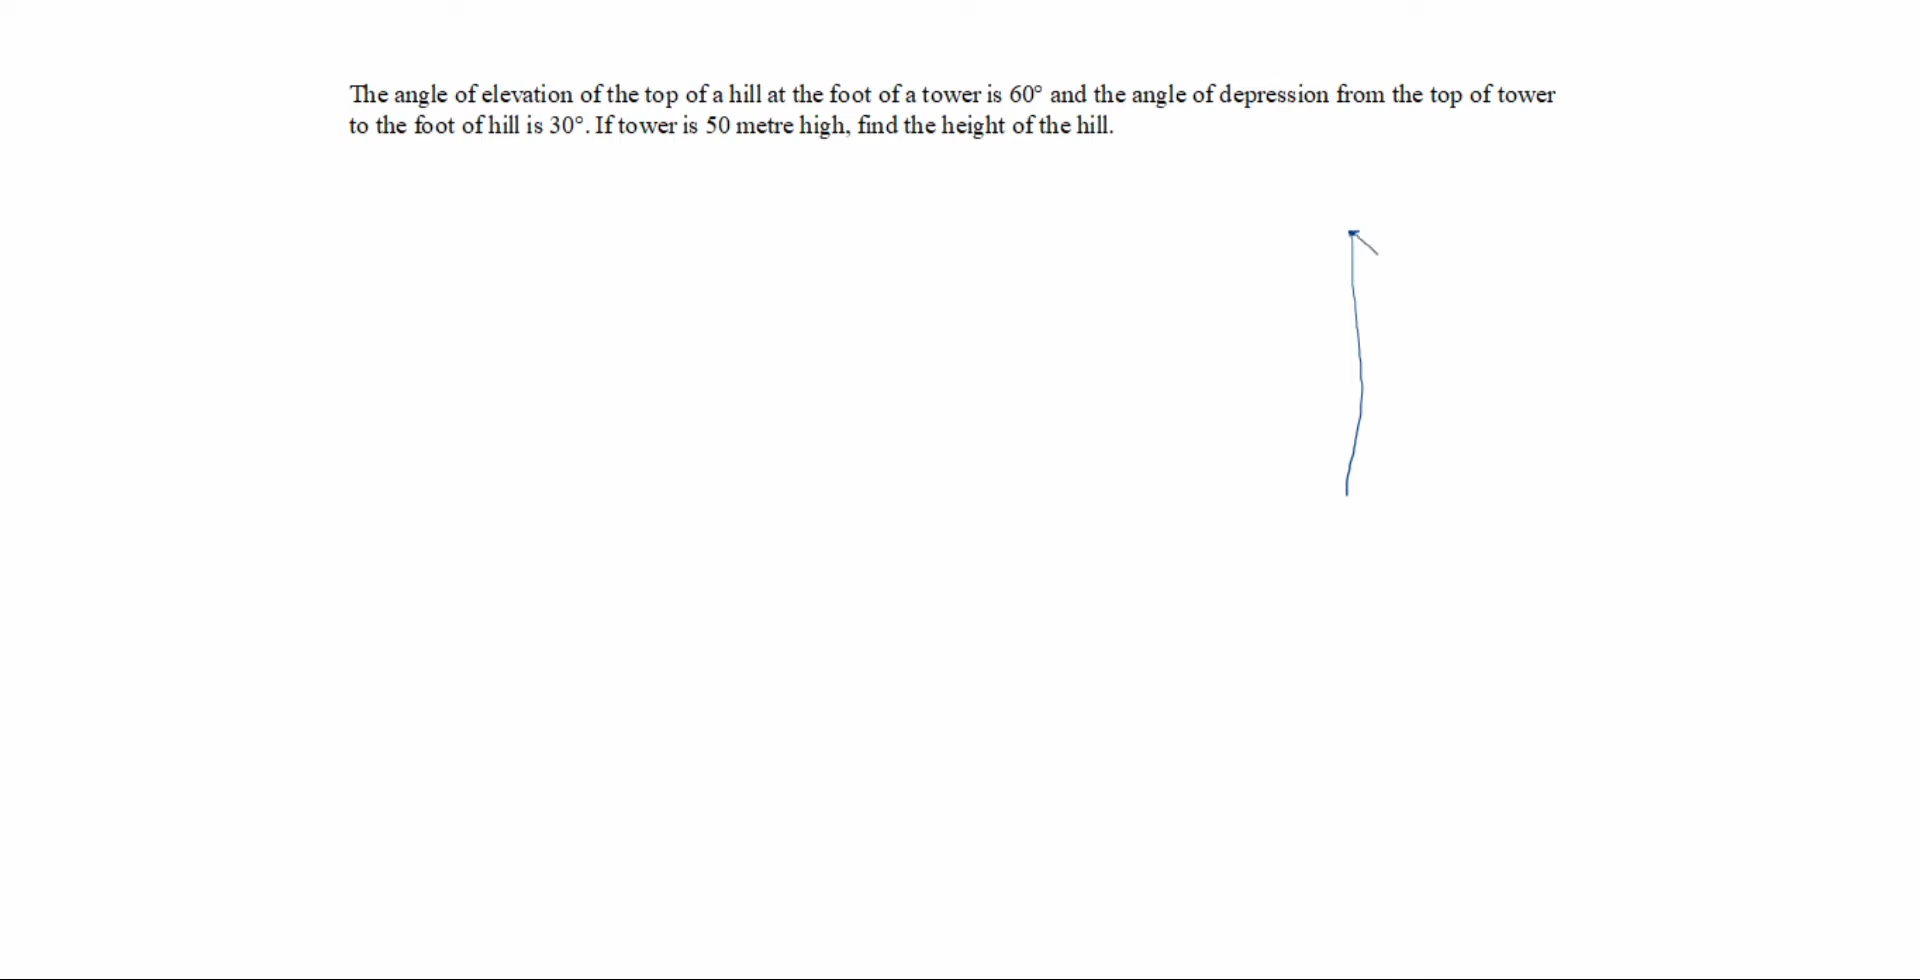 The angle of elevation of the top of a hill at the foot of a tower is 60° and the angle of depression from the top of tower
to the foot of hill is 30°. If tower is 50 metre high, find the height of the hill.